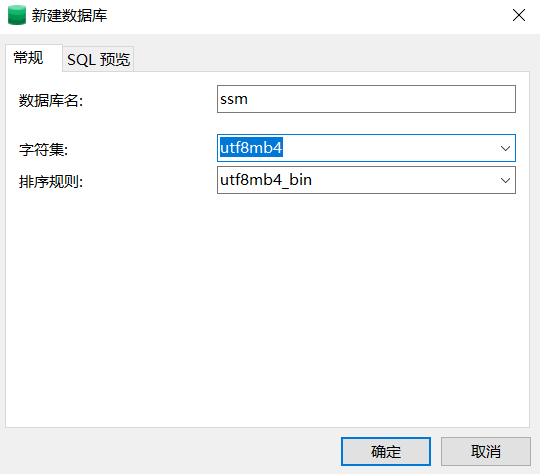 新建数据库
常规 SQL 预览
数据库名: ssm
字符集: utf8mb4
排序规则: utf8mb4_bin
确定 取消